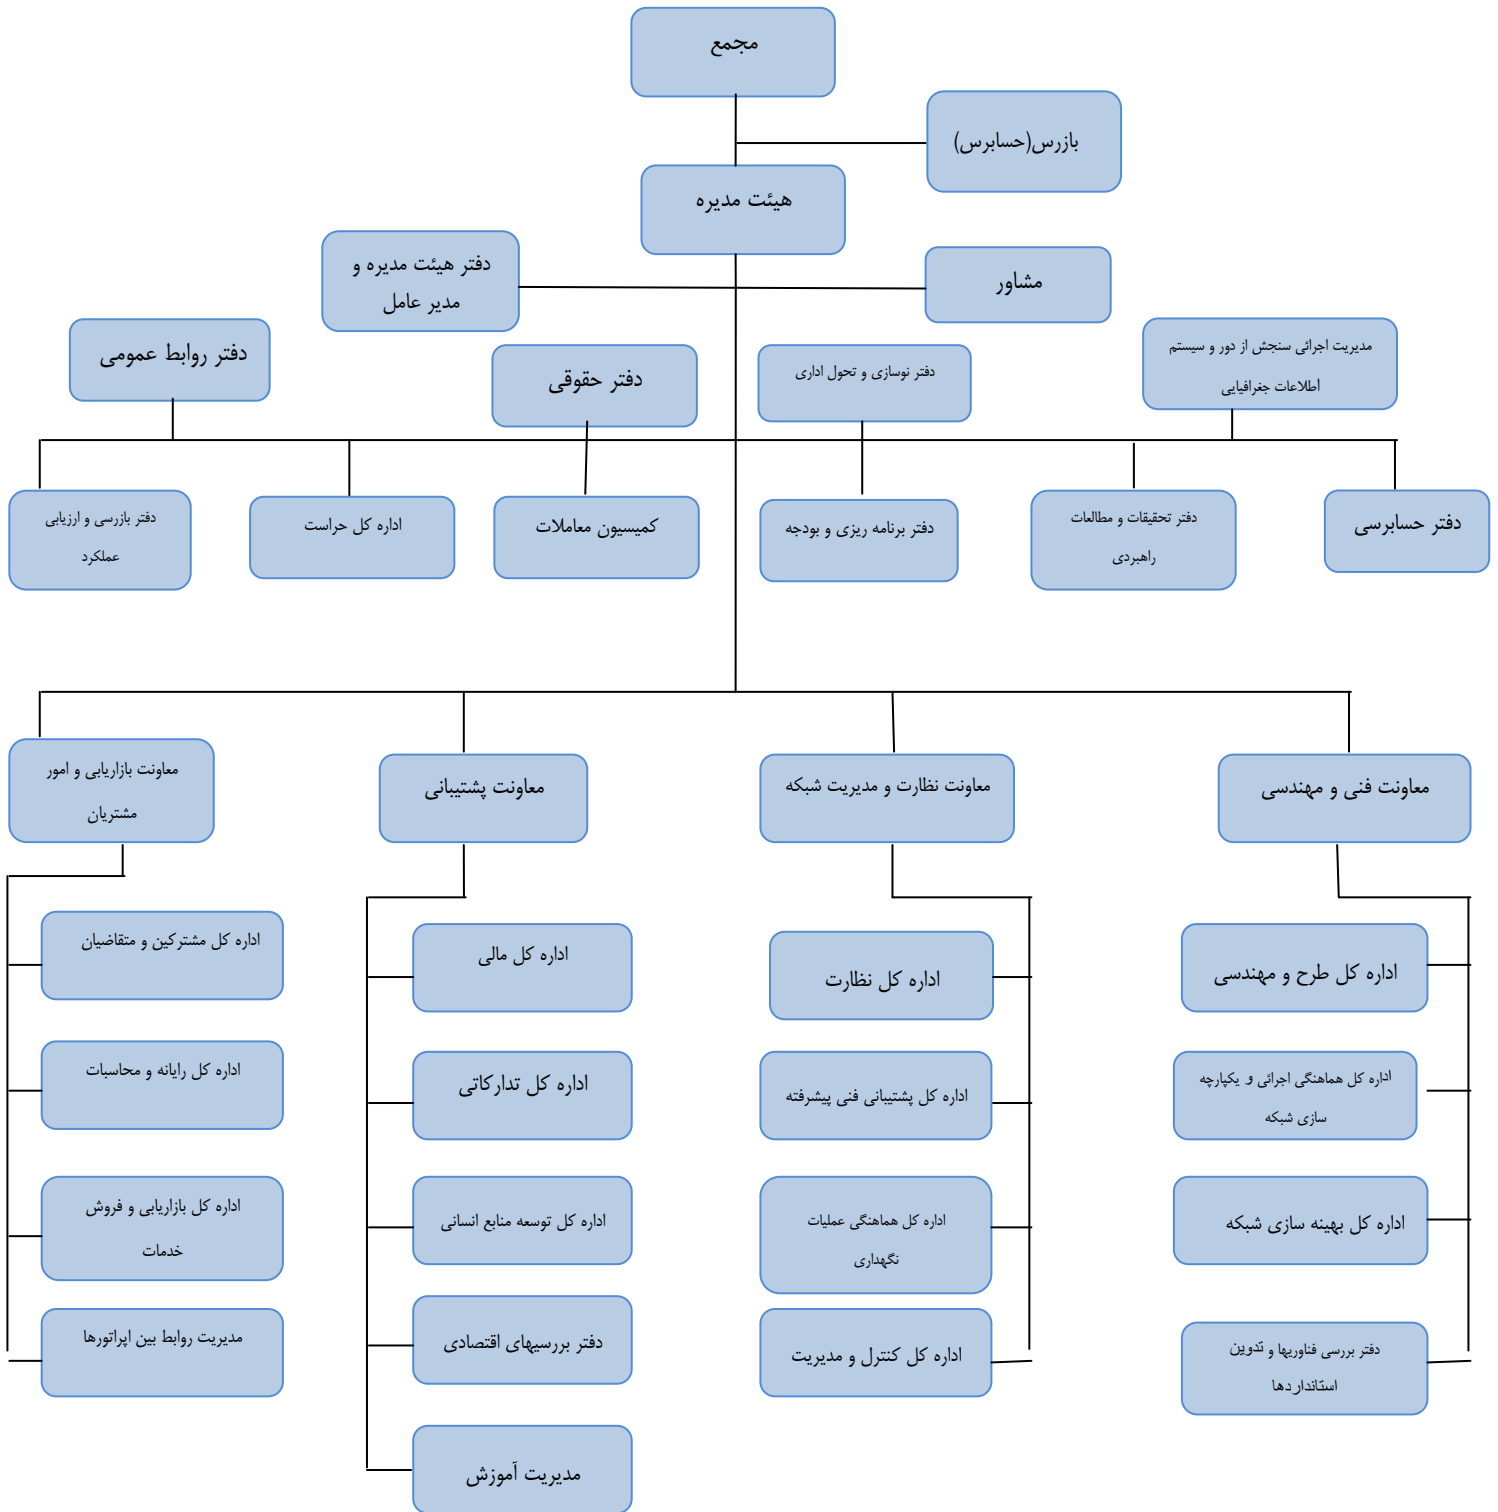 مجمع
بازرس(حسابرس)
هیئت مدیره
دفتر هیئت مدیره و
مدیر عامل
مشاور
مدیریت اجرائی سنجش از دور و سیستم
اطلاعات جغرافیایی
دفتر نوسازی و تحول اداری
دفتر حقوقی
دفتر روابط عمومی
دفتر حسابرسی
دفتر تحقیقات و مطالعات
راهبردی
دفتر برنامه ریزی و بودجه
کمیسیون معاملات
اداره کل حراست
دفتر بازرسی و ارزیابی
عملکرد
معاونت فنی و مهندسی
معاونت نظارت و مدیریت شبکه
معاونت پشتیبانی
معاونت بازاریابی و امور
مشتریان
اداره کل طرح و مهندسی
اداره کل هماهنگی اجرائی و یکپارچه
سازی شبکه
اداره کل بهینه سازی شبکه
دفتر بررسی فناوریها و تدوین
استانداردها
اداره کل نظارت
اداره کل پشتیبانی فنی پیشرفته
اداره کل هماهنگی عملیات
نگهداری
اداره کل کنترل و مدیریت
اداره کل مالی
اداره کل تدارکاتی
اداره کل توسعه منابع انسانی
دفتر بررسیهای اقتصادی
مدیریت آموزش
اداره کل مشترکین و متقاضیان
اداره کل رایانه و محاسبات
اداره کل بازاریابی و فروش
خدمات
مدیریت روابط بین اپراتورها